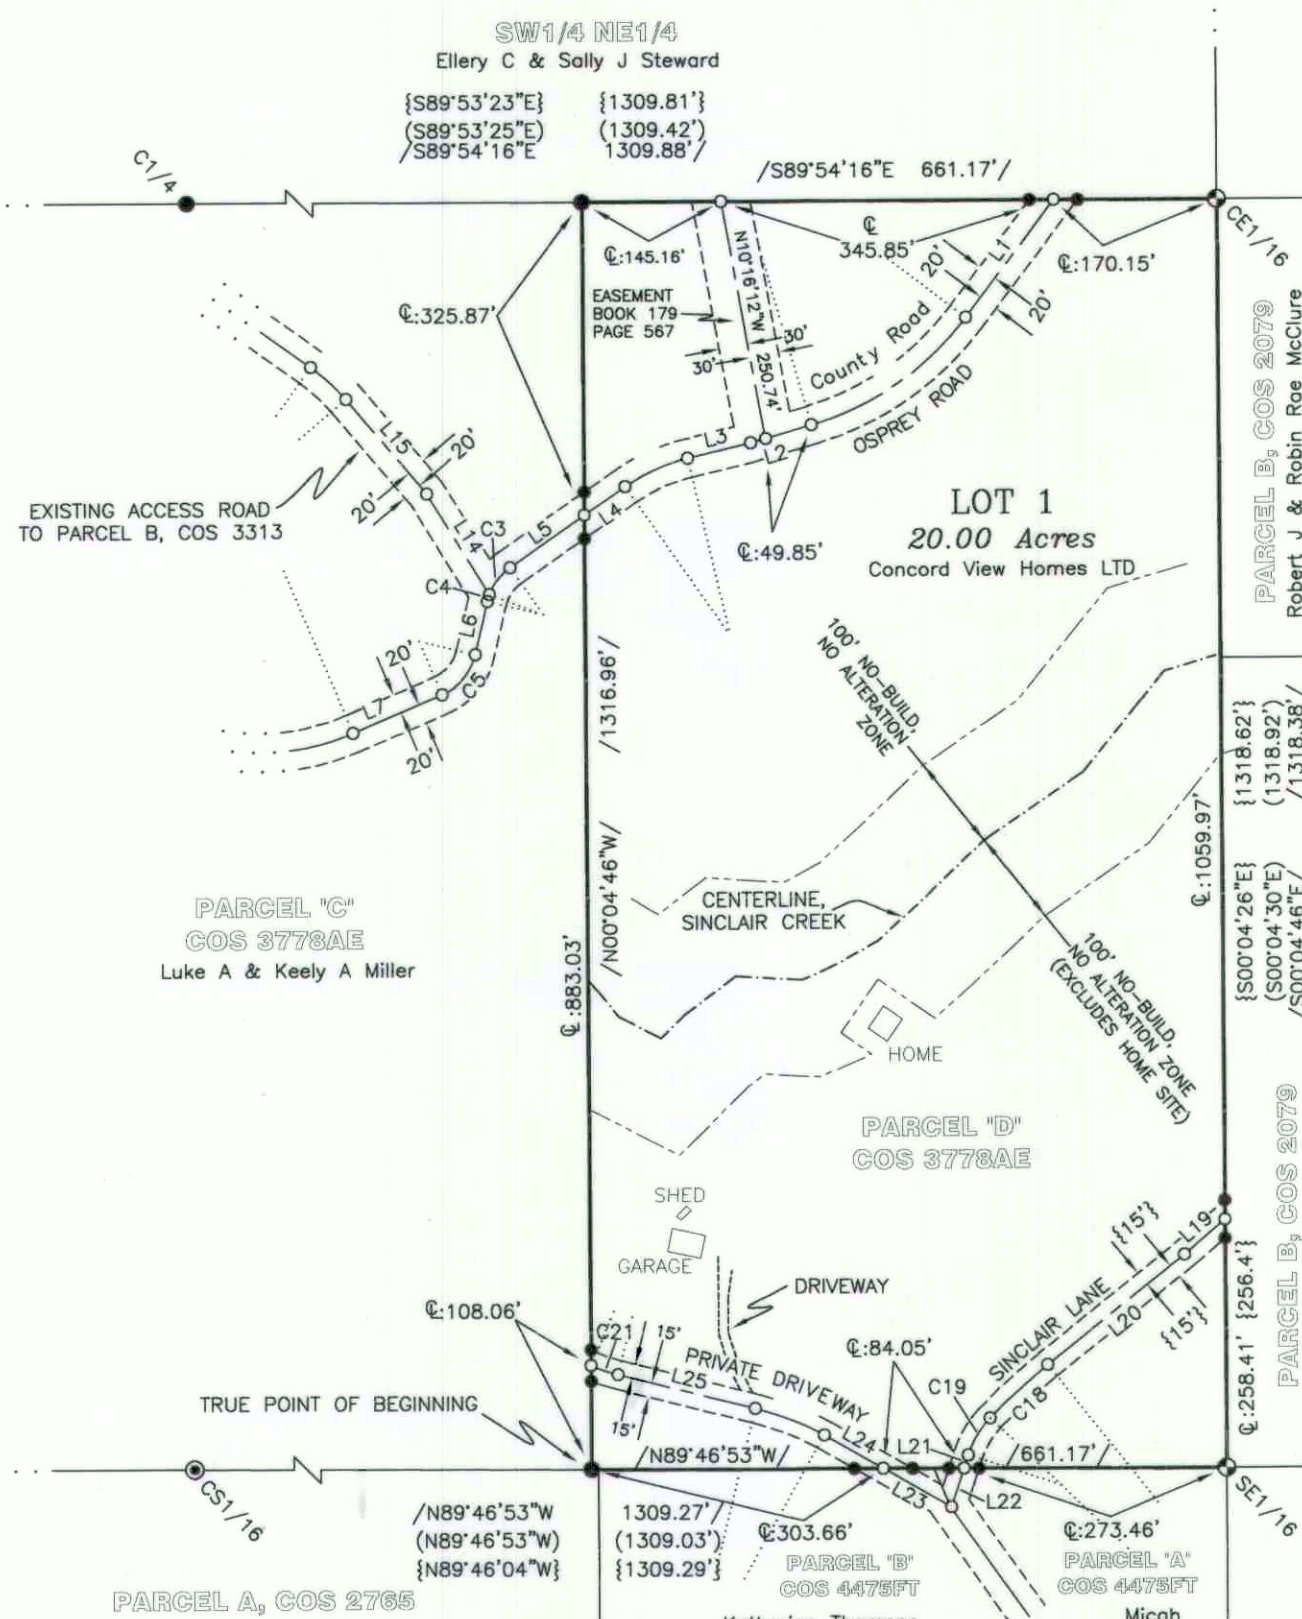 SW1/4 NE1/4
Ellery C & Sally J Steward
{S89°53'23"E} {1309.81'}
(S89°53'25"E) (1309.42')
/S89°54'16"E 1309.88'/
/S89°54'16"E 661.17'/
C1/4
CE1/16
℄:145.16'
℄
345.85'
℄:170.15'
20'
L1
20'
℄:325.87'
EASEMENT
BOOK 179
PAGE 567
N10°16'12"W 250.74'
30'
30'
County Road
OSPREY ROAD
L3
L2
℄:49.85'
L15
20'
20'
EXISTING ACCESS ROAD
TO PARCEL B, COS 3313
L14
C3
L5
L4
C4
L6
20'
C5
L7
20'
LOT 1
20.00 Acres
Concord View Homes LTD
PARCEL B, COS 2079
Robert J & Robin Rae McClure
100' NO-BUILD,
NO ALTERATION
ZONE
/N00°04'46"W/ /1316.96'/
{S00°04'26"E} {1318.62'}
(S00°04'30"E) (1318.92')
/S00°04'46"E/ /1318.38'/
℄:1059.97'
℄:883.03'
CENTERLINE,
SINCLAIR CREEK
PARCEL "C"
COS 3778AE
Luke A & Keely A Miller
100' NO-BUILD,
NO ALTERATION ZONE
(EXCLUDES HOME SITE)
HOME
PARCEL "D"
COS 3778AE
PARCEL B, COS 2079
SHED
GARAGE
DRIVEWAY
{15'}
L19
SINCLAIR LANE
L20
{15'}
℄:258.41' {256.4'}
℄:108.06'
C21
15'
L25
PRIVATE DRIVEWAY
15'
℄:84.05'
C19
C18
TRUE POINT OF BEGINNING
L24
L21
/N89°46'53"W/
/661.17'/
L23
L22
CS1/16
SE1/16
/N89°46'53"W 1309.27'/
(N89°46'53"W) (1309.03')
{N89°46'04"W} {1309.29'}
℄:303.66'
℄:273.46'
PARCEL "B"
COS 4475FT
PARCEL "A"
COS 4475FT
PARCEL A, COS 2765
Micah